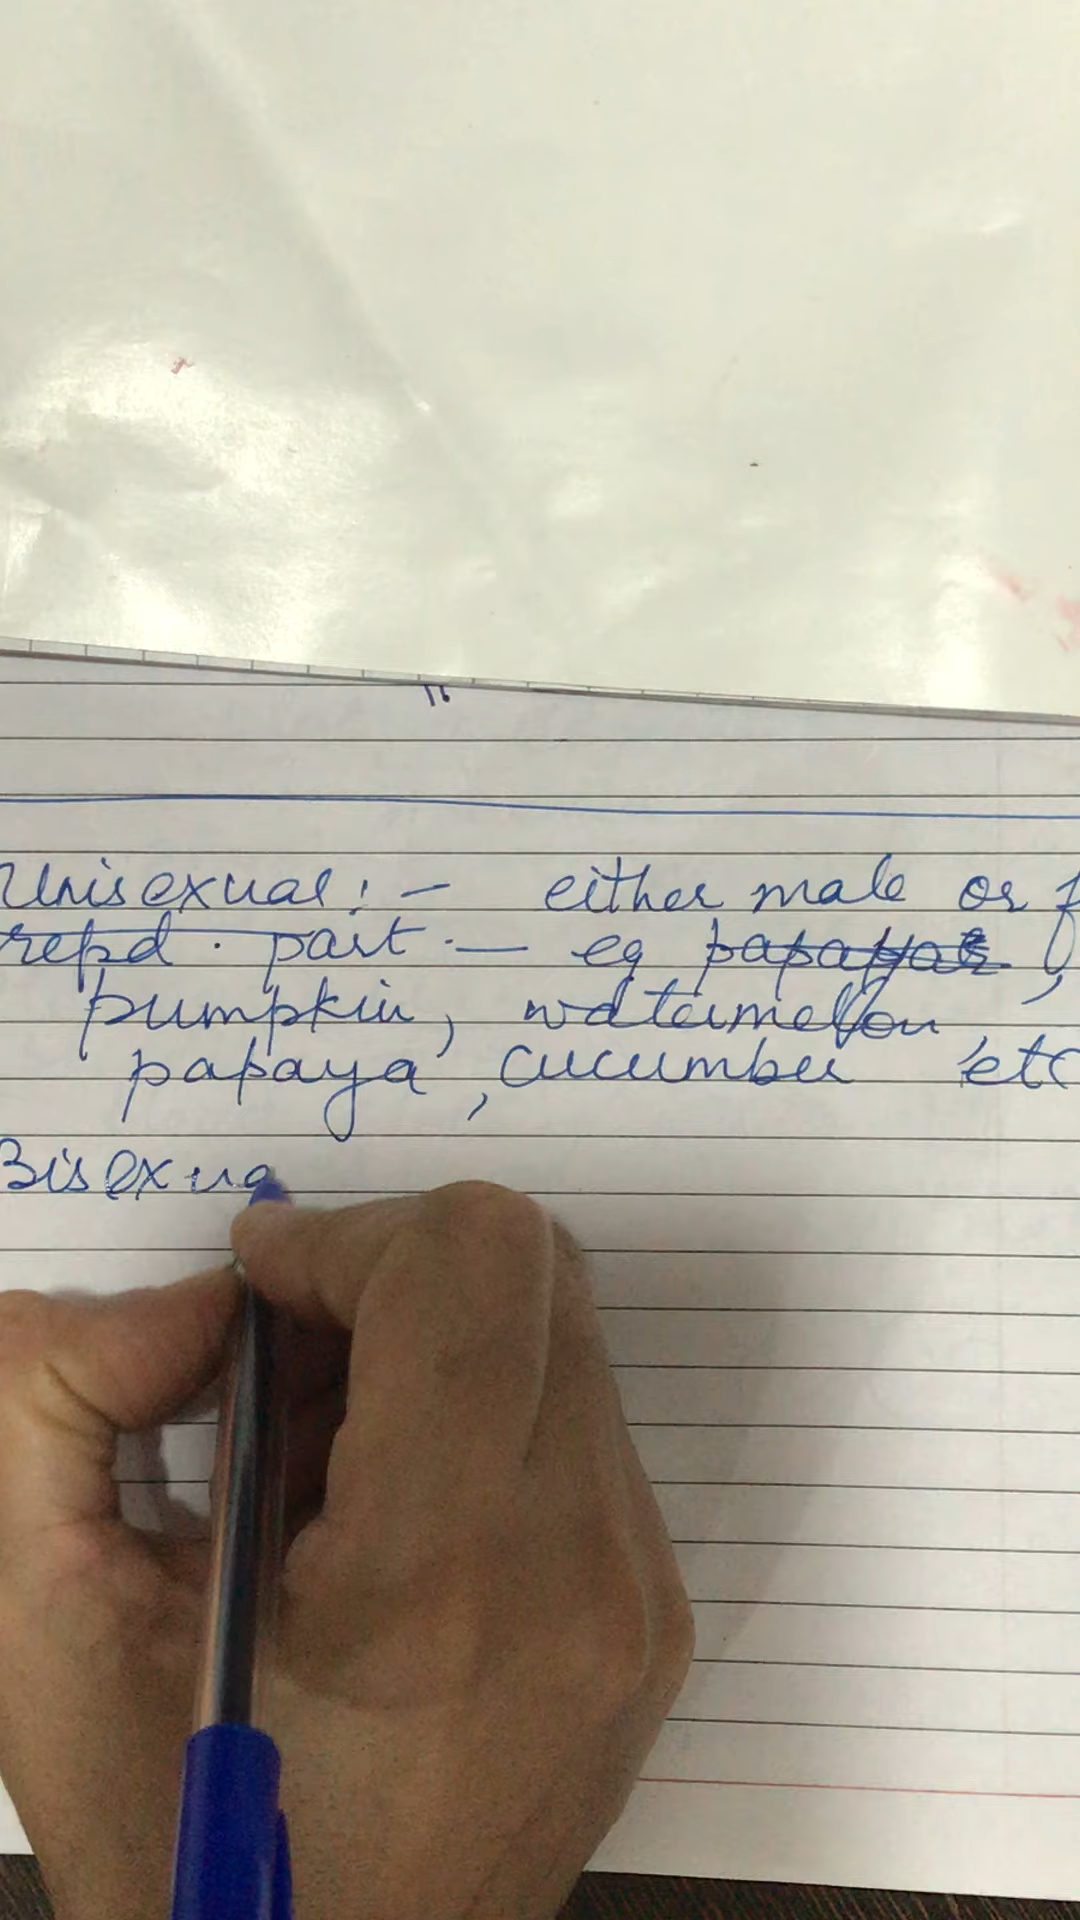 Unisexual :- either male or f
repd. part. — eg papayas,
pumpkin, watermelon
papaya, cucumber etc
Bisexua